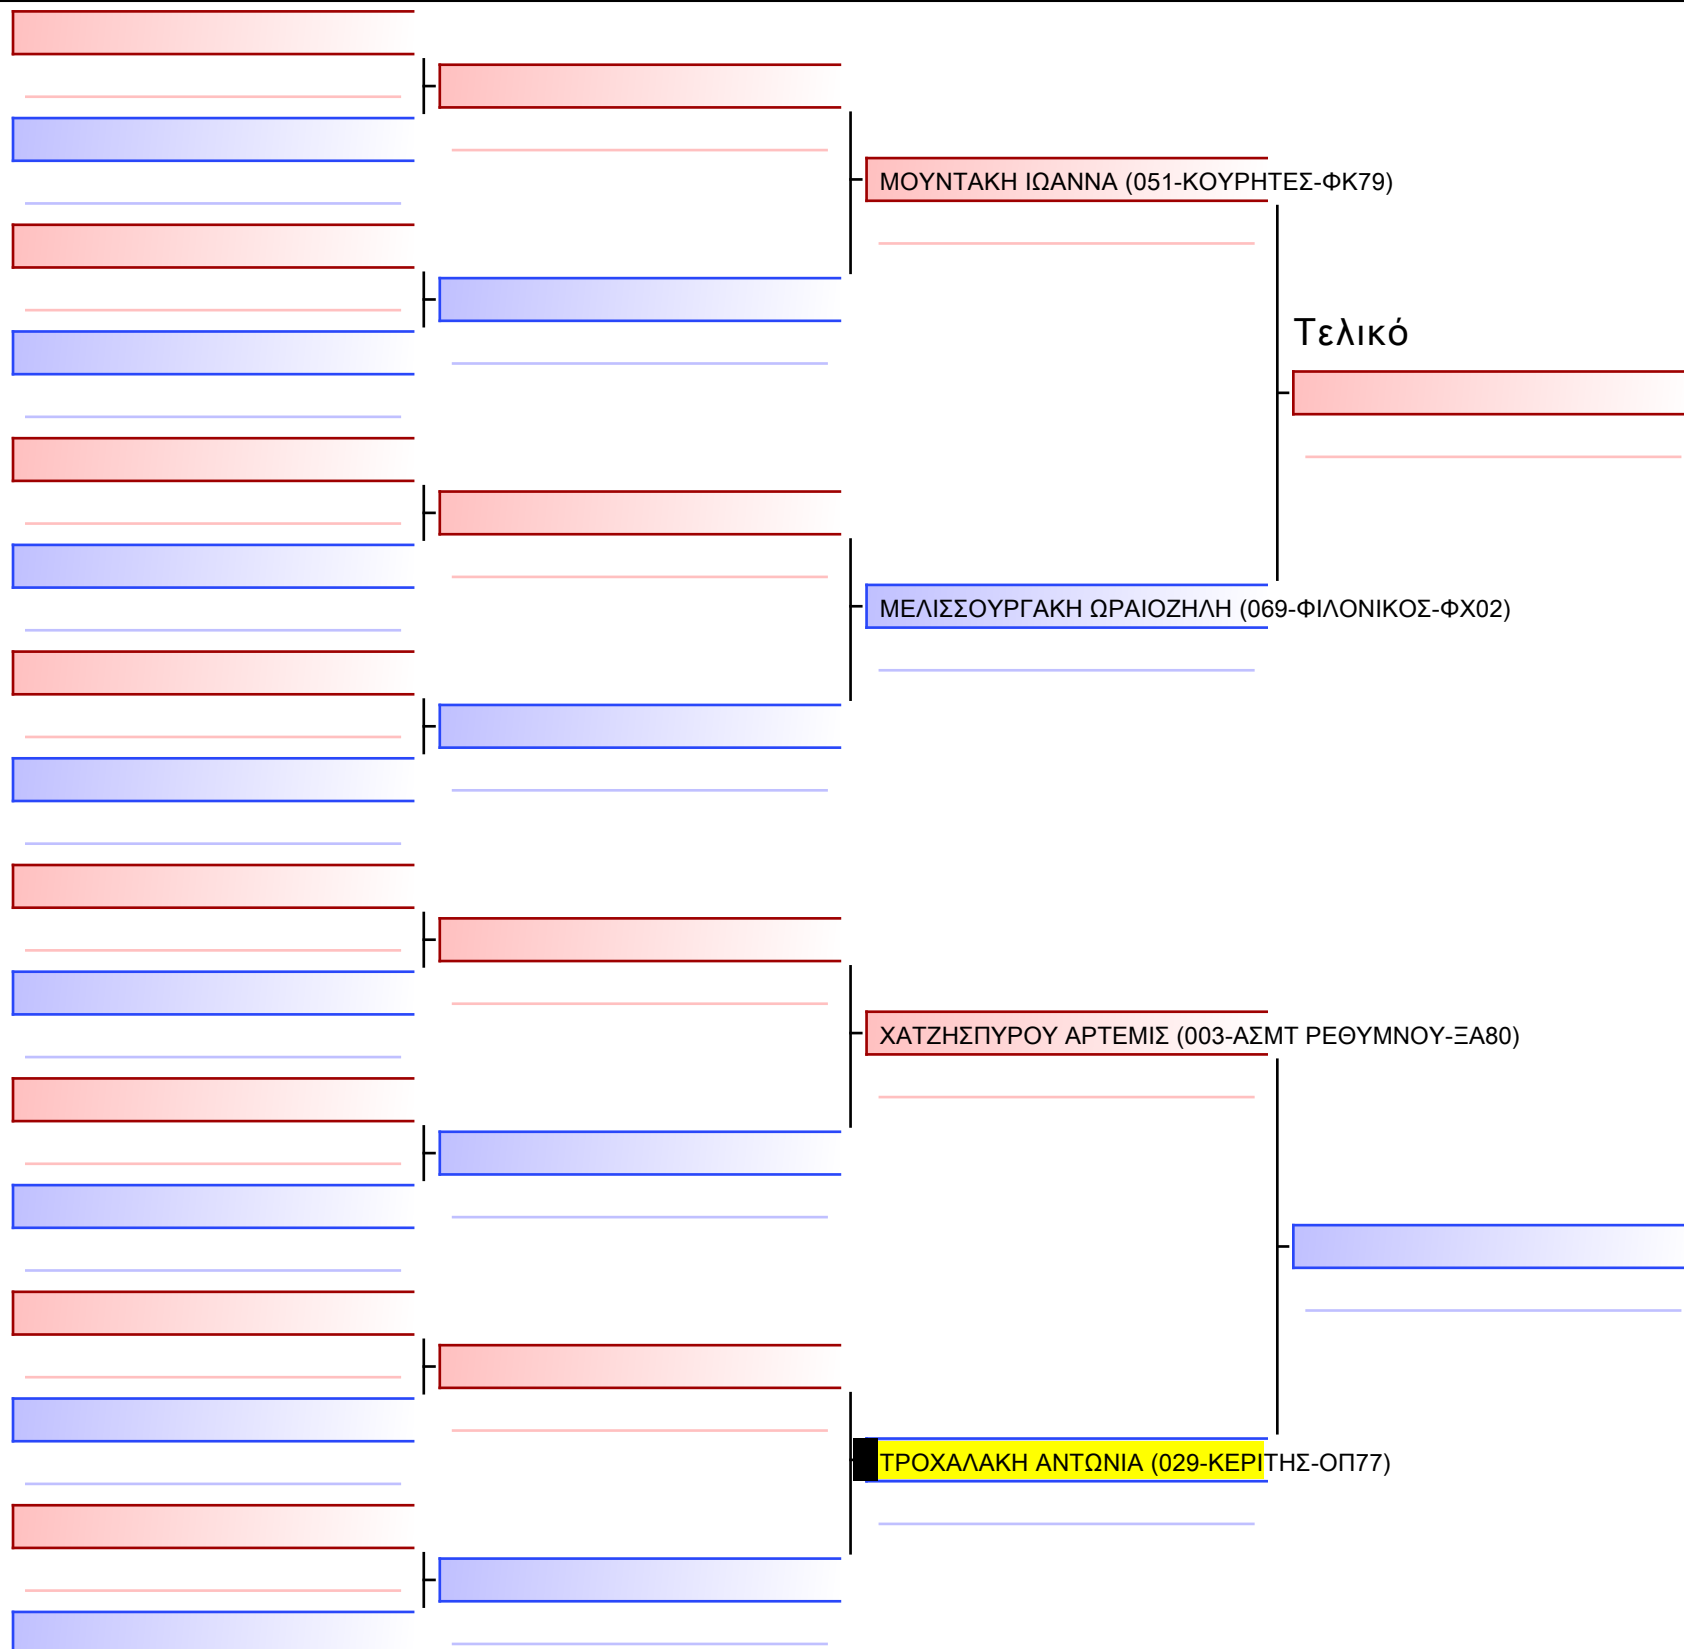 ΜΟΥΝΤΑΚΗ ΙΩΑΝΝΑ (051-ΚΟΥΡΗΤΕΣ-ΦΚ79)
Τελικό
ΜΕΛΙΣΣΟΥΡΓΑΚΗ ΩΡΑΙΟΖΗΛΗ (069-ΦΙΛΟΝΙΚΟΣ-ΦΧ02)
ΧΑΤΖΗΣΠΥΡΟΥ ΑΡΤΕΜΙΣ (003-ΑΣΜΤ ΡΕΘΥΜΝΟΥ-ΞΑ80)
ΤΡΟΧΑΛΑΚΗ ΑΝΤΩΝΙΑ (029-ΚΕΡΙΤΗΣ-ΟΠ77)